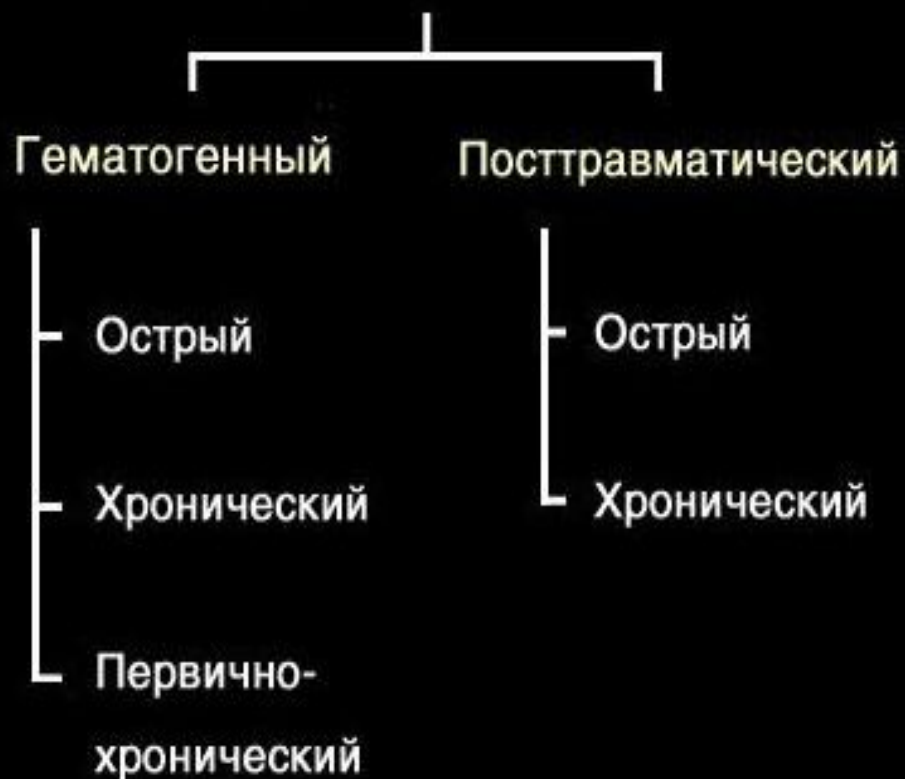 Гематогенный
Посттравматический
Острый
Острый
Хронический
Хронический
Первично-
хронический